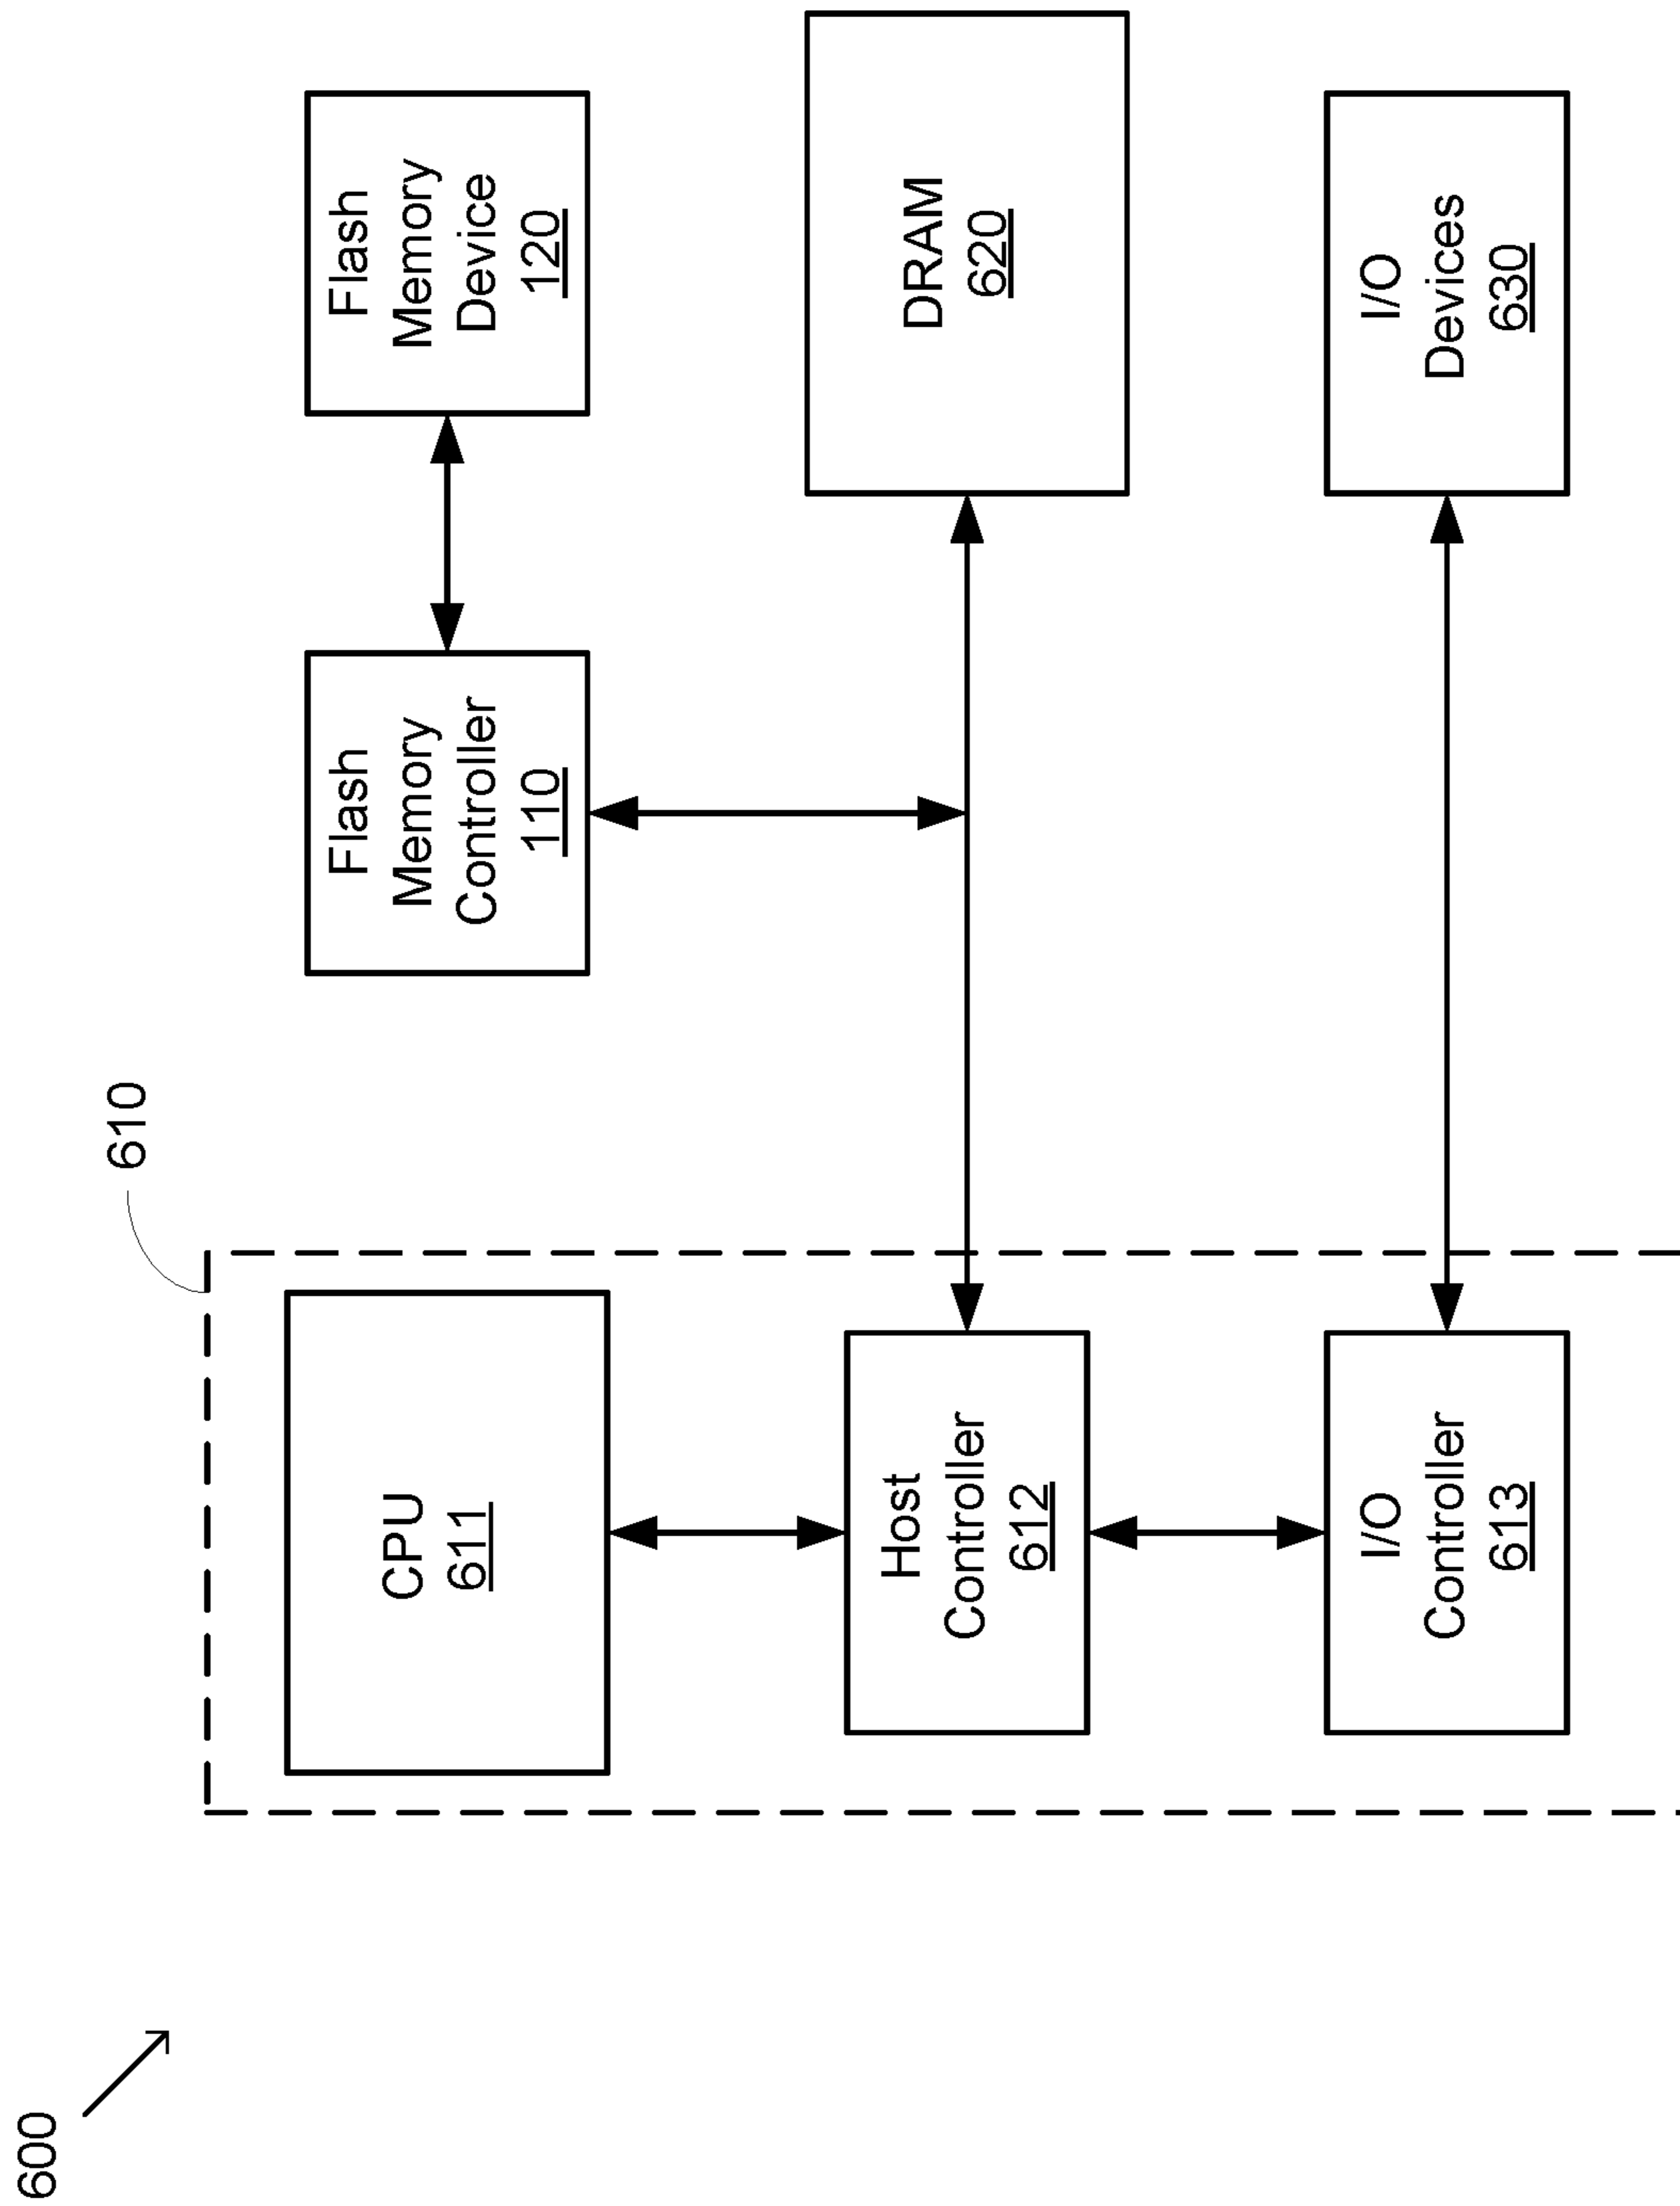 600
610
CPU
611
Host
Controller
612
I/O
Controller
613
Flash
Memory
Controller
110
Flash
Memory
Device
120
DRAM
620
I/O
Devices
630